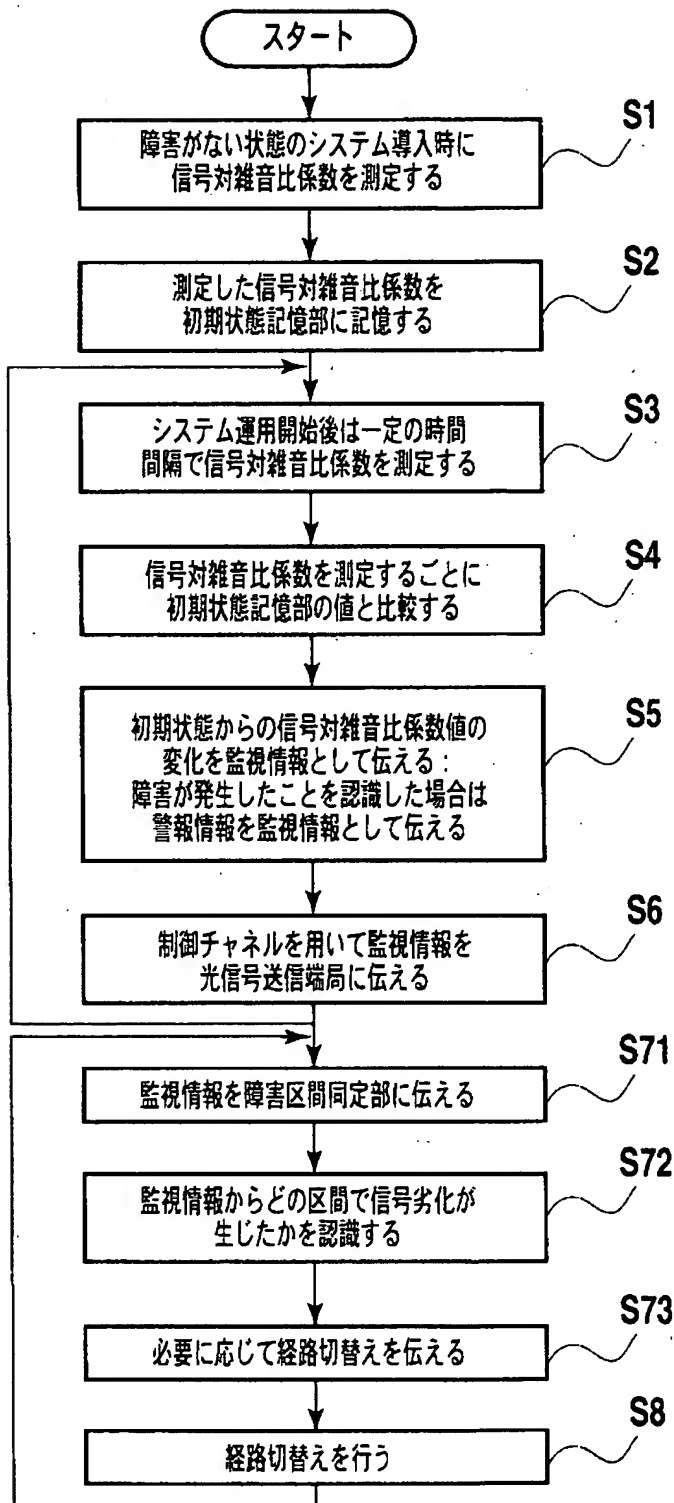 スタート
障害がない状態のシステム導入時に
信号対雑音比係数を測定する
S1
測定した信号対雑音比係数を
初期状態記憶部に記憶する
S2
システム運用開始後は一定の時間
間隔で信号対雑音比係数を測定する
S3
信号対雑音比係数を測定するごとに
初期状態記憶部の値と比較する
S4
初期状態からの信号対雑音比係数値の
変化を監視情報として伝える：
障害が発生したことを認識した場合は
警報情報を監視情報として伝える
S5
制御チャネルを用いて監視情報を
光信号送信端局に伝える
S6
監視情報を障害区間同定部に伝える
S71
監視情報からどの区間で信号劣化が
生じたかを認識する
S72
必要に応じて経路切替えを伝える
S73
経路切替えを行う
S8